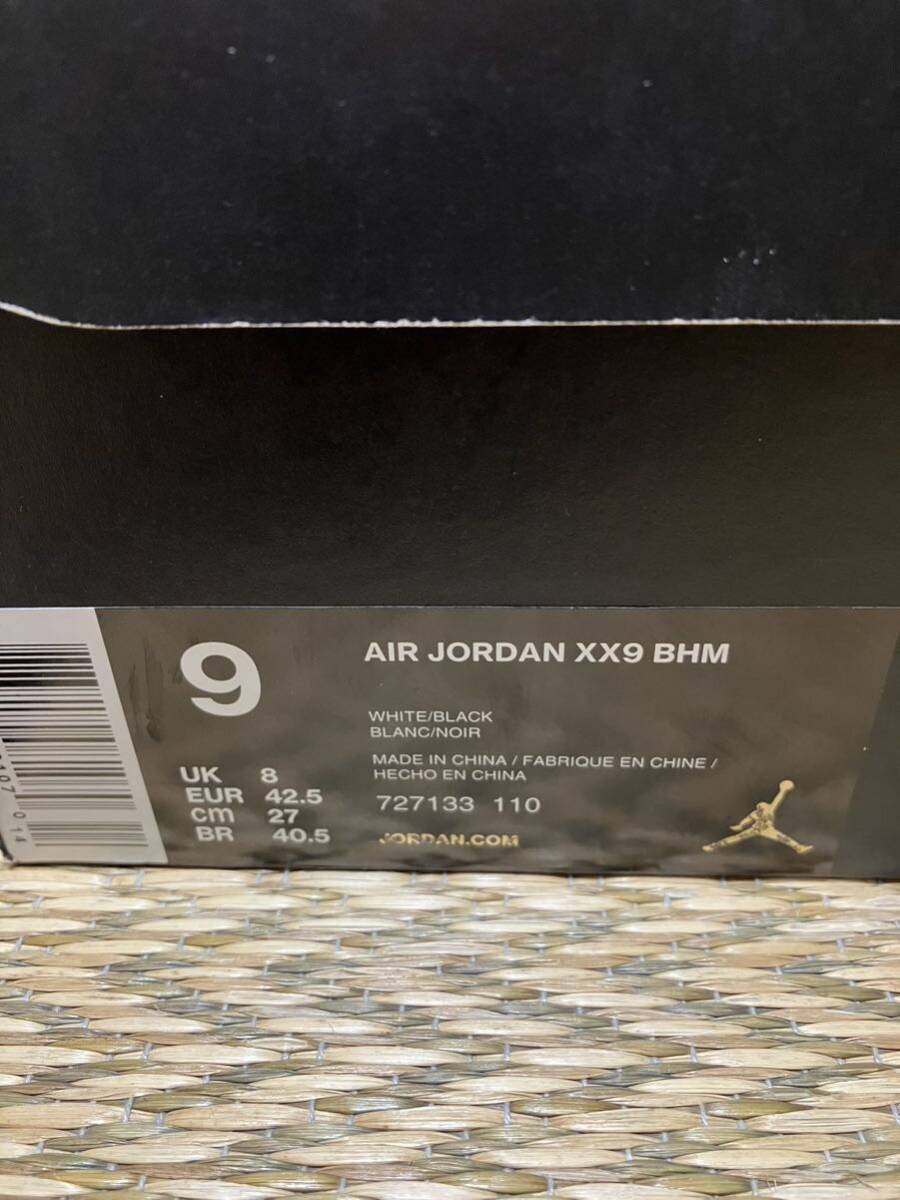 9
UK 8
EUR 42.5
cm 27
BR 40.5
AIR JORDAN XX9 BHM
WHITE/BLACK
BLANC/NOIR
MADE IN CHINA / FABRIQUE EN CHINE /
HECHO EN CHINA
727133 110
JORDAN.COM